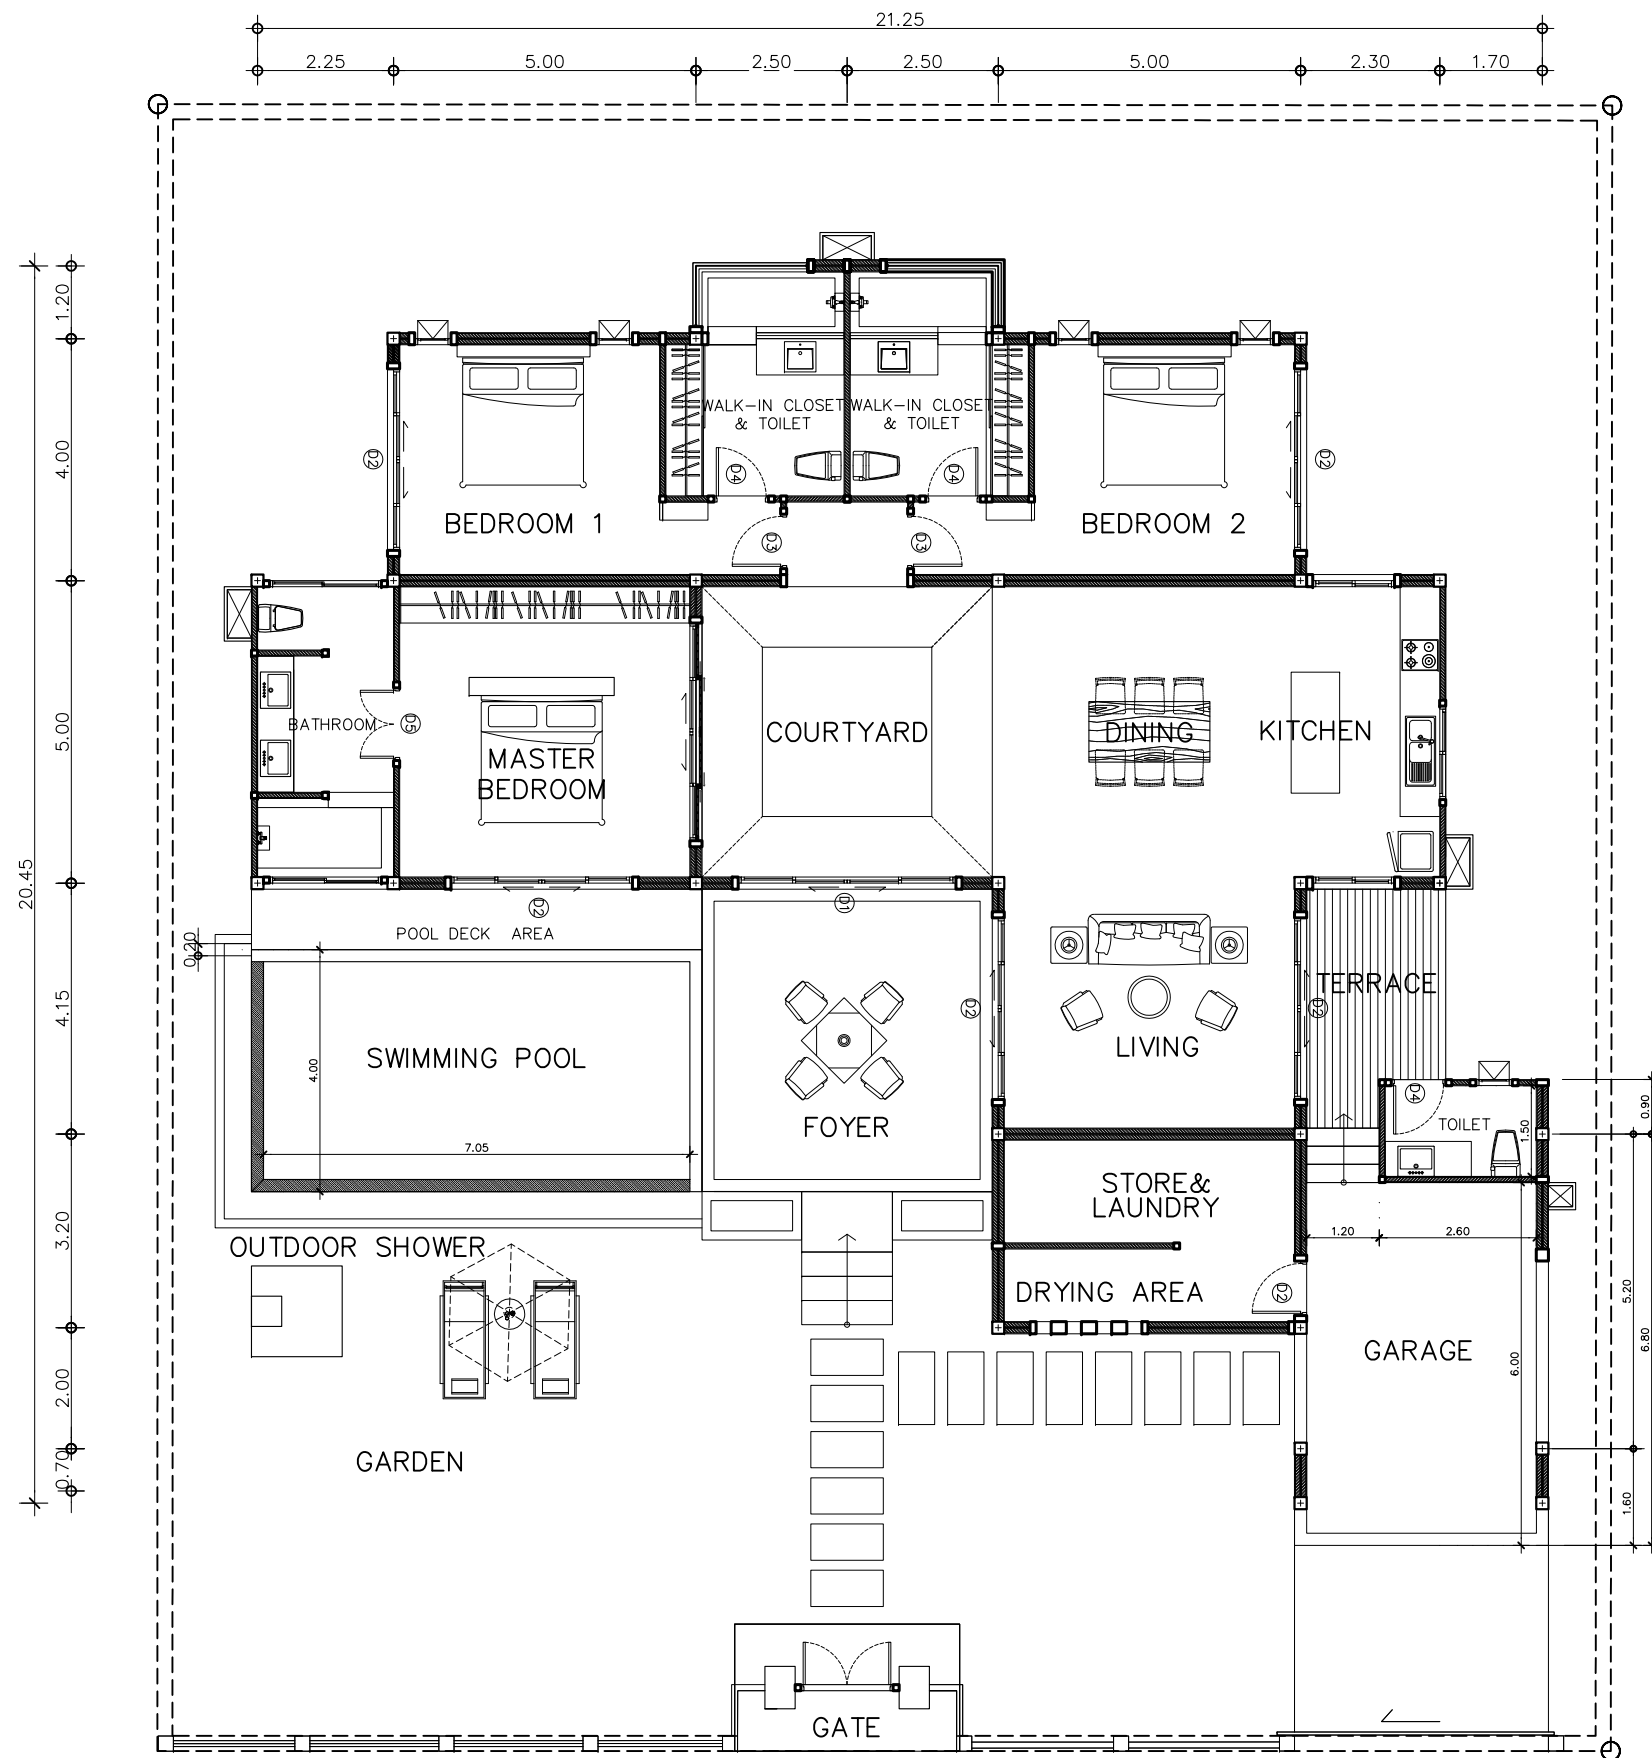 21.25
2.25
5.00
2.50
2.50
5.00
2.30
1.70
1.20
4.00
5.00
20.45
0.20
4.15
3.20
2.00
0.70
WALK-IN CLOSET
& TOILET
WALK-IN CLOSET
& TOILET
D2
D4
D4
D2
BEDROOM 1
BEDROOM 2
D3
D3
BATHROOM
D5
MASTER
BEDROOM
COURTYARD
DINING
KITCHEN
D2
D1
POOL DECK AREA
4.00
SWIMMING POOL
7.05
FOYER
D2
LIVING
D2
TERRACE
D4
TOILET
1.50
0.90
STORE&
LAUNDRY
1.20
2.60
OUTDOOR SHOWER
DRYING AREA
D2
GARAGE
5.20
6.80
6.00
1.60
GARDEN
GATE